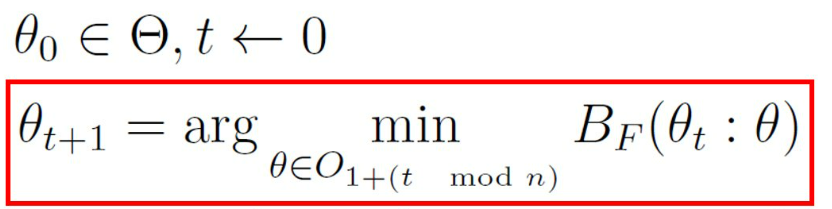 θ₀ ∈ Θ, t ← 0
θₜ₊₁ = arg min_{θ∈O_{1+(t mod n)}} B_F(θₜ : θ)